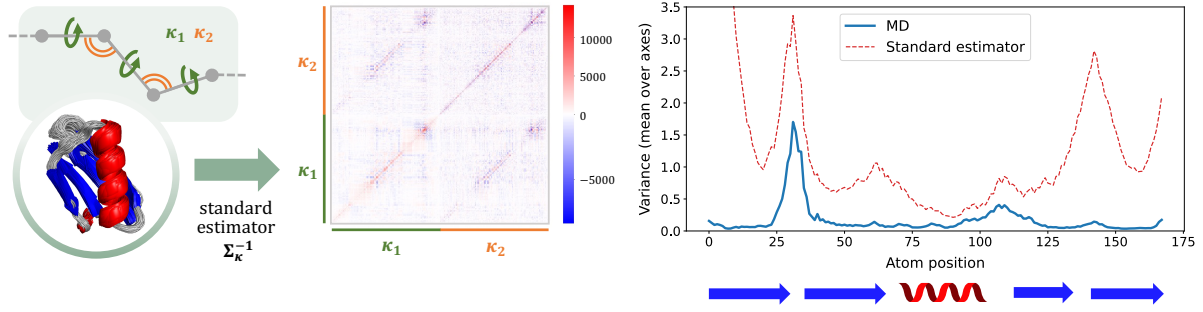 κ₁ κ₂
standard
estimator
Σ_κ⁻¹
κ₂
κ₁
κ₁ κ₂
10000
5000
0
−5000
Variance (mean over axes)
3.5
3.0
2.5
2.0
1.5
1.0
0.5
0.0
MD
Standard estimator
0 25 50 75 100 125 150 175
Atom position